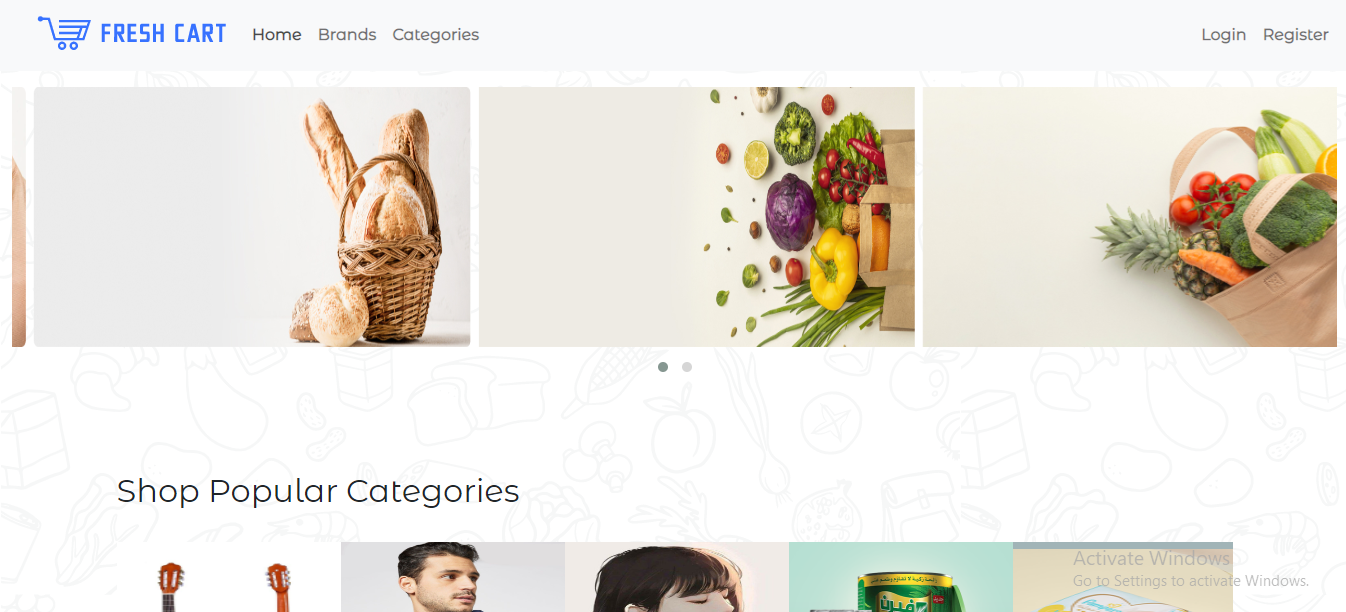 FRESH CART
Home
Brands
Categories
Login
Register
Shop Popular Categories
Activate Windows
Go to Settings to activate Windows.